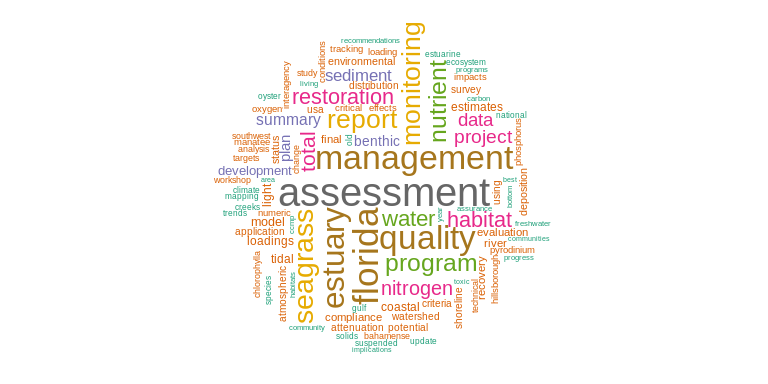 recommendations
tracking loading
monitoring
estuarine
conditions
environmental
ecosystem
nutrient
programs
study
sediment
impacts
interagency
living
distribution
survey
oyster
restoration
carbon
oxygen
usa
critical
effects
estimates
national
summary
report
data
phosphorus
southwest
manatee
analysis
status
plan
total
final
old
benthic
project
targets
change
management
development
workshop
area
light
assessment
using
best
bottom
deposition
climate
mapping
creeks
trends
numeric
seagrass
estuary
florida
water
year
assurance
habitat
freshwater
model
ccmp
application
quality
evaluation
communities
loadings
river
pyrodinium
tidal
program
recovery
hillsborough
progress
chlorophyll
species
atmospheric
habitats
nitrogen
toxic
technical
gulf
coastal
criteria
shoreline
compliance
watershed
community
attenuation
potential
solids
bahamense
suspended
update
implications